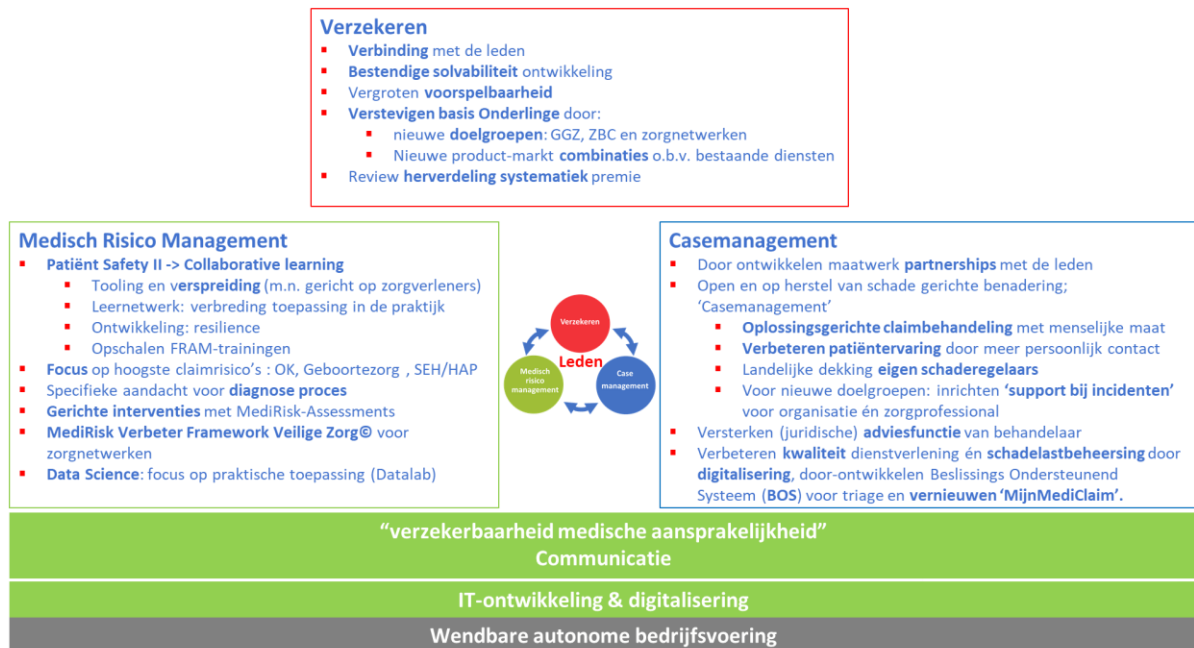 Verzekeren
Verbinding met de leden
Bestendige solvabiliteit ontwikkeling
Vergroten voorspelbaarheid
Verstevigen basis Onderlinge door:
nieuwe doelgroepen: GGZ, ZBC en zorgnetwerken
Nieuwe product-markt combinaties o.b.v. bestaande diensten
Review herverdeling systematiek premie
Medisch Risico Management
Patiënt Safety II -> Collaborative learning
Tooling en verspreiding (m.n. gericht op zorgverleners)
Leernetwerk: verbreding toepassing in de praktijk
Ontwikkeling: resilience
Opschalen FRAM-trainingen
Focus op hoogste claimrisico's : OK, Geboortezorg , SEH/HAP
Specifieke aandacht voor diagnose proces
Gerichte interventies met MediRisk-Assessments
MediRisk Verbeter Framework Veilige Zorg© voor
zorgnetwerken
Data Science: focus op praktische toepassing (Datalab)
Verzekeren
Leden
Medisch
risico
management
Case
management
Casemanagement
Door ontwikkelen maatwerk partnerships met de leden
Open en op herstel van schade gerichte benadering;
‘Casemanagement’
Oplossingsgerichte claimbehandeling met menselijke maat
Verbeteren patiëntervaring door meer persoonlijk contact
Landelijke dekking eigen schaderegelaars
Voor nieuwe doelgroepen: inrichten ‘support bij incidenten’
voor organisatie én zorgprofessional
Versterken (juridische) adviesfunctie van behandelaar
Verbeteren kwaliteit dienstverlening én schadelastbeheersing door
digitalisering, door-ontwikkelen Beslissings Ondersteunend
Systeem (BOS) voor triage en vernieuwen ‘MijnMediClaim’.
“verzekerbaarheid medische aansprakelijkheid”
Communicatie
IT-ontwikkeling & digitalisering
Wendbare autonome bedrijfsvoering